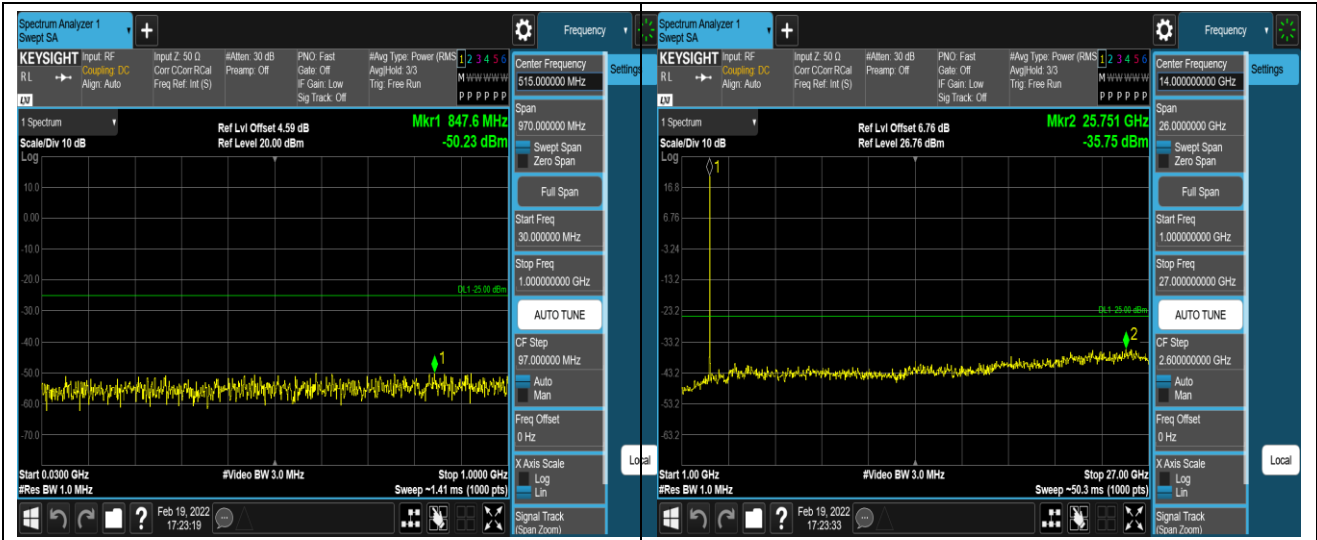 Spectrum Analyzer 1
Swept SA
+
Frequency
KEYSIGHT
RL
LXI
Input: RF
Coupling: DC
Align: Auto
Input Z: 50 Ω
Corr CCorr RCal
Freq Ref: Int (S)
#Atten: 30 dB
Preamp: Off
PNO: Fast
Gate: Off
IF Gain: Low
Sig Track: Off
#Avg Type: Power (RMS
Avg|Hold: 3/3
Trig: Free Run
1 2 3 4 5 6
M W W W W W
P P P P P P
Center Frequency
515.000000 MHz
Settings
1 Spectrum
Scale/Div 10 dB
Log
Ref Lvl Offset 4.59 dB
Ref Level 20.00 dBm
Mkr1 847.6 MHz
-50.23 dBm
Span
970.000000 MHz
Swept Span
Zero Span
Full Span
Start Freq
30.000000 MHz
Stop Freq
1.000000000 GHz
AUTO TUNE
CF Step
97.000000 MHz
Auto
Man
Freq Offset
0 Hz
X Axis Scale
Log
Lin
Signal Track
(Span Zoom)
Local
10.0
0.00
-10.0
-20.0
DL1 -25.00 dBm
-30.0
-40.0
1
-50.0
-60.0
-70.0
Start 0.0300 GHz
#Res BW 1.0 MHz
#Video BW 3.0 MHz
Stop 1.0000 GHz
Sweep ~1.41 ms (1000 pts)
?
Feb 19, 2022
17:23:19
Spectrum Analyzer 1
Swept SA
+
Frequency
KEYSIGHT
RL
LXI
Input: RF
Coupling: DC
Align: Auto
Input Z: 50 Ω
Corr CCorr RCal
Freq Ref: Int (S)
#Atten: 30 dB
Preamp: Off
PNO: Fast
Gate: Off
IF Gain: Low
Sig Track: Off
#Avg Type: Power (RMS
Avg|Hold: 3/3
Trig: Free Run
1 2 3 4 5 6
M W W W W W
P P P P P P
Center Frequency
14.000000000 GHz
Settings
1 Spectrum
Scale/Div 10 dB
Log
Ref Lvl Offset 6.76 dB
Ref Level 26.76 dBm
Mkr2 25.751 GHz
-35.75 dBm
Span
26.0000000 GHz
Swept Span
Zero Span
Full Span
Start Freq
1.000000000 GHz
Stop Freq
27.000000000 GHz
AUTO TUNE
CF Step
2.600000000 GHz
Auto
Man
Freq Offset
0 Hz
X Axis Scale
Log
Lin
Signal Track
(Span Zoom)
Local
1
16.8
6.76
-3.24
-13.2
-23.2
DL1 -25.00 dBm
-33.2
2
-43.2
-53.2
-63.2
Start 1.00 GHz
#Res BW 1.0 MHz
#Video BW 3.0 MHz
Stop 27.00 GHz
Sweep ~50.3 ms (1000 pts)
?
Feb 19, 2022
17:23:33